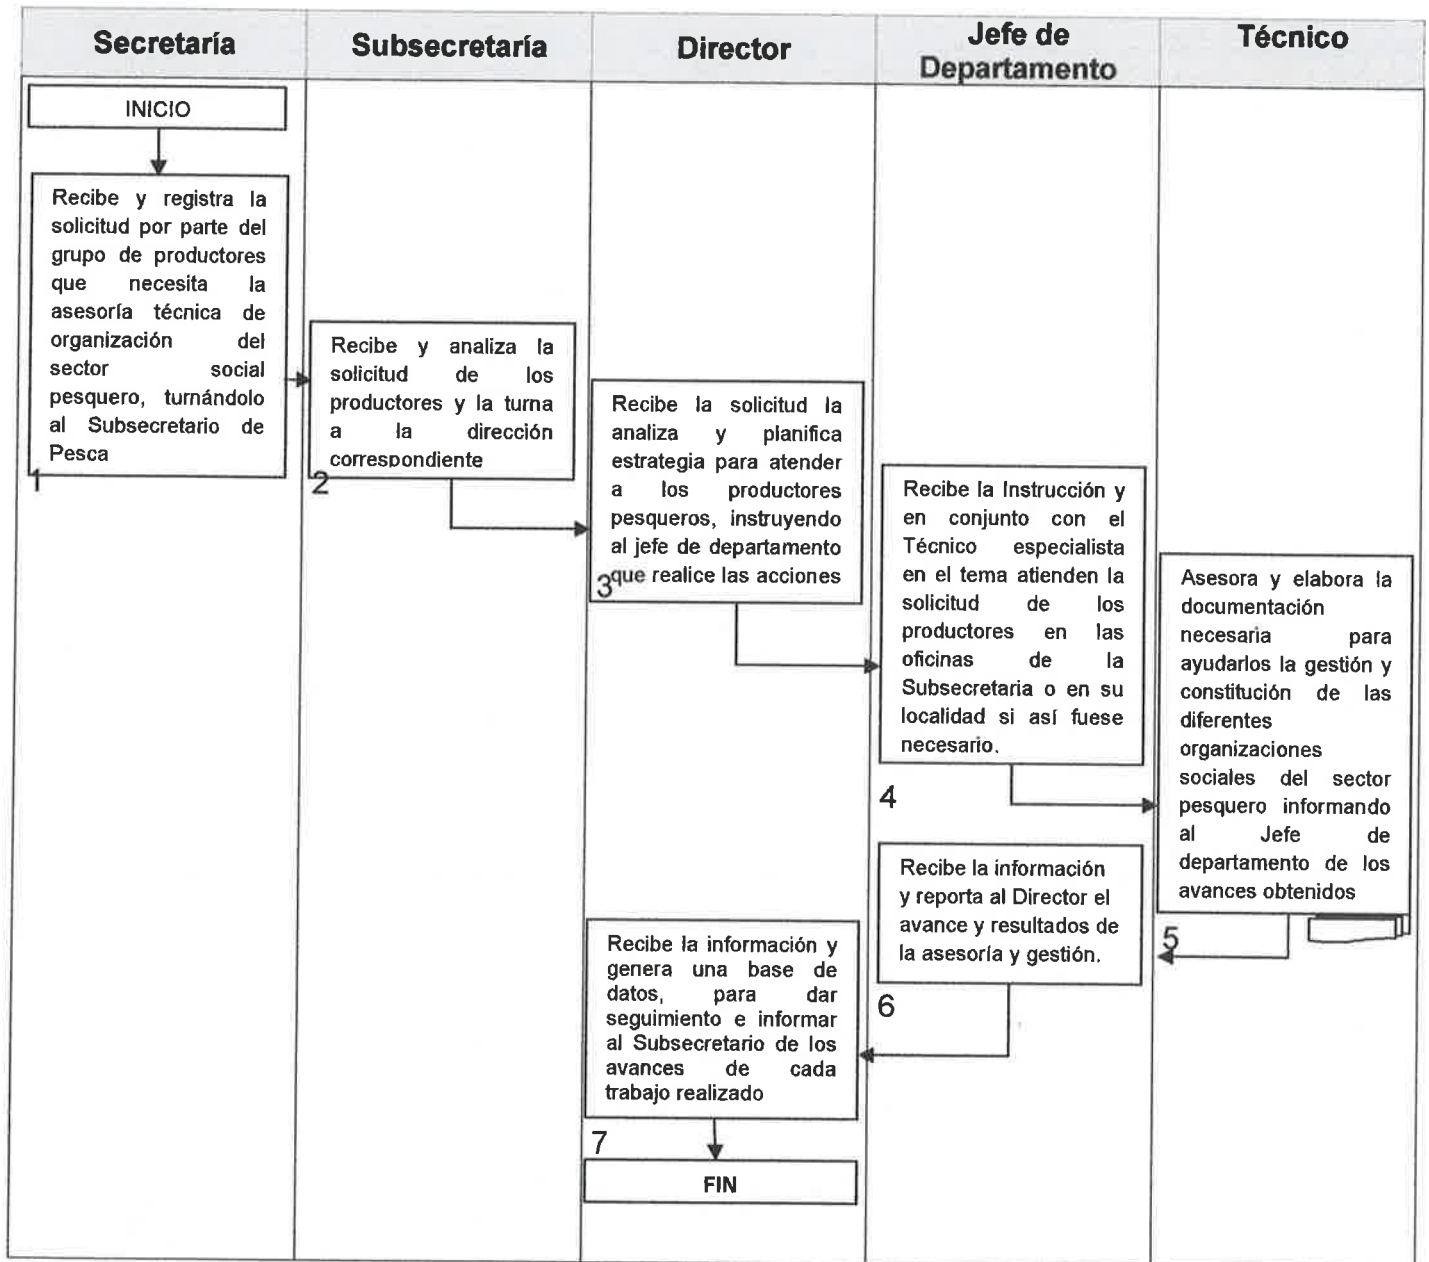 Secretaría
Subsecretaría
Director
Jefe de
Departamento
Técnico
INICIO
Recibe y registra la
solicitud por parte del
grupo de productores
que necesita la
asesoría técnica de
organización del
sector social
pesquero, turnándolo
al Subsecretario de
Pesca
1
Recibe y analiza la
solicitud de los
productores y la turna
a la dirección
correspondiente
2
Recibe la solicitud la
analiza y planifica
estrategia para atender
a los productores
pesqueros, instruyendo
al jefe de departamento
que realice las acciones
3
Recibe la Instrucción y
en conjunto con el
Técnico especialista
en el tema atienden la
solicitud de los
productores en las
oficinas de la
Subsecretaria o en su
localidad si así fuese
necesario.
4
Asesora y elabora la
documentación
necesaria para
ayudarlos la gestión y
constitución de las
diferentes
organizaciones
sociales del sector
pesquero informando
al Jefe de
departamento de los
avances obtenidos
5
Recibe la información
y reporta al Director el
avance y resultados de
la asesoría y gestión.
6
Recibe la información y
genera una base de
datos, para dar
seguimiento e informar
al Subsecretario de los
avances de cada
trabajo realizado
7
FIN